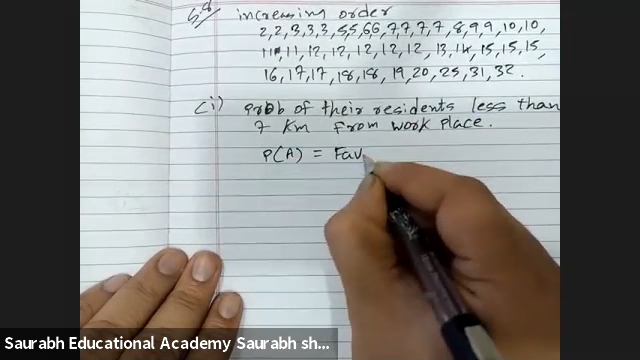 Sol increasing order
2,2,3,3,3,5,5,6,6,7,7,7,7,8,9,9,10,10,
11,11,12,12,12,12,12,13,14,15,15,15,
16,17,17,18,18,19,20,25,31,32.
(i) prob of their residents less than
7 Km from work place.
P(A) = Fav
Saurabh Educational Academy Saurabh sh...